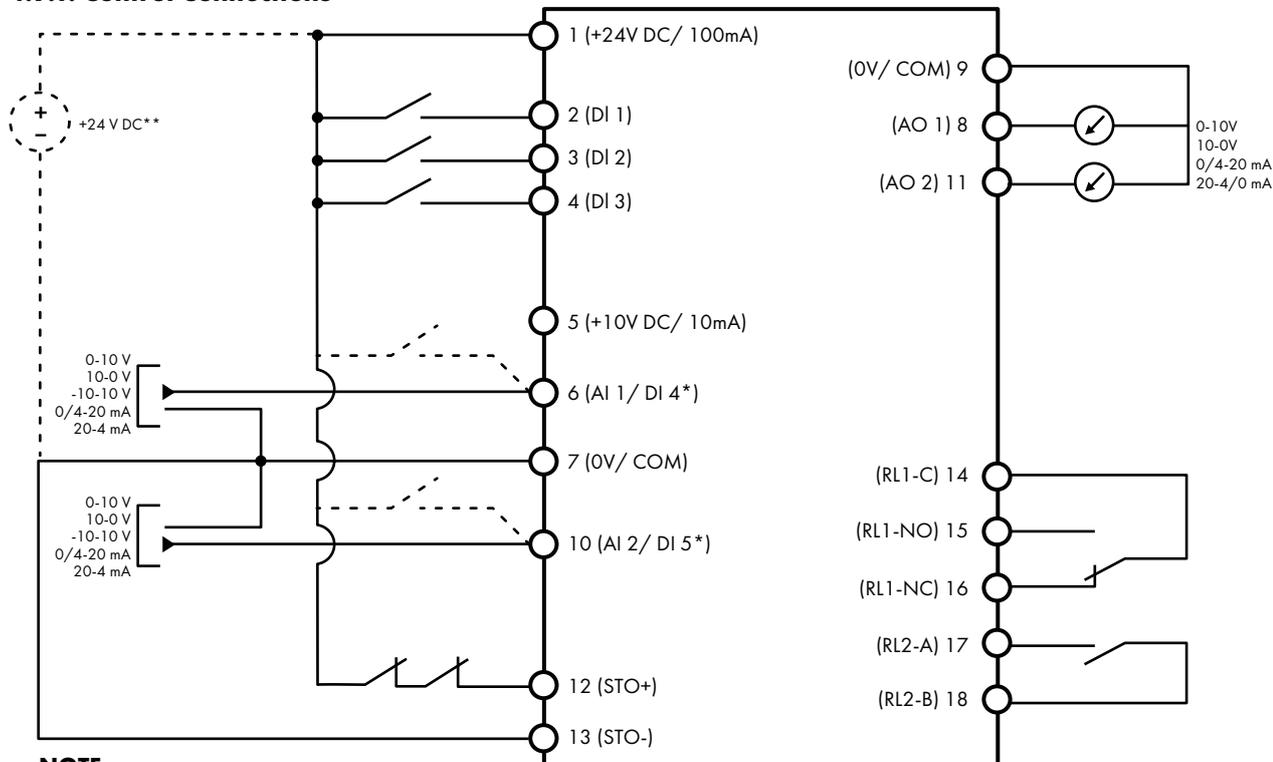 1 (+24V DC/ 100mA)
(0V/ COM) 9
+
−
+24 V DC**
2 (DI 1)
(AO 1) 8
0-10V
10-0V
0/4-20 mA
20-4/0 mA
3 (DI 2)
(AO 2) 11
4 (DI 3)
5 (+10V DC/ 10mA)
0-10 V
10-0 V
-10-10 V
0/4-20 mA
20-4 mA
6 (AI 1/ DI 4*)
7 (0V/ COM)
(RL1-C) 14
0-10 V
10-0 V
-10-10 V
0/4-20 mA
20-4 mA
10 (AI 2/ DI 5*)
(RL1-NO) 15
(RL1-NC) 16
(RL2-A) 17
12 (STO+)
(RL2-B) 18
13 (STO-)
NOTE